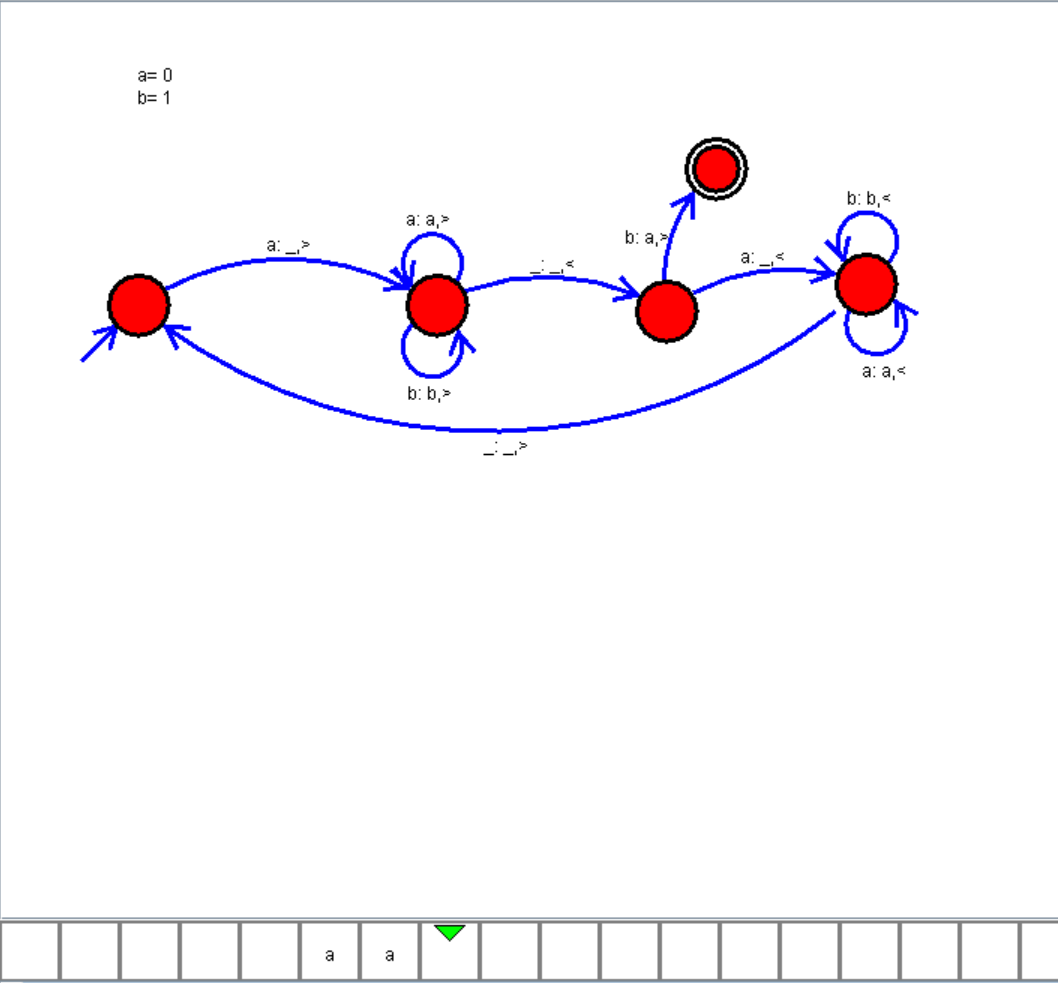 a= 0
b= 1
b: b,<
a: a,>
b: a,>
a: _,>
a: _,<
_: _,<
a: a,<
b: b,>
_: _,>
a a